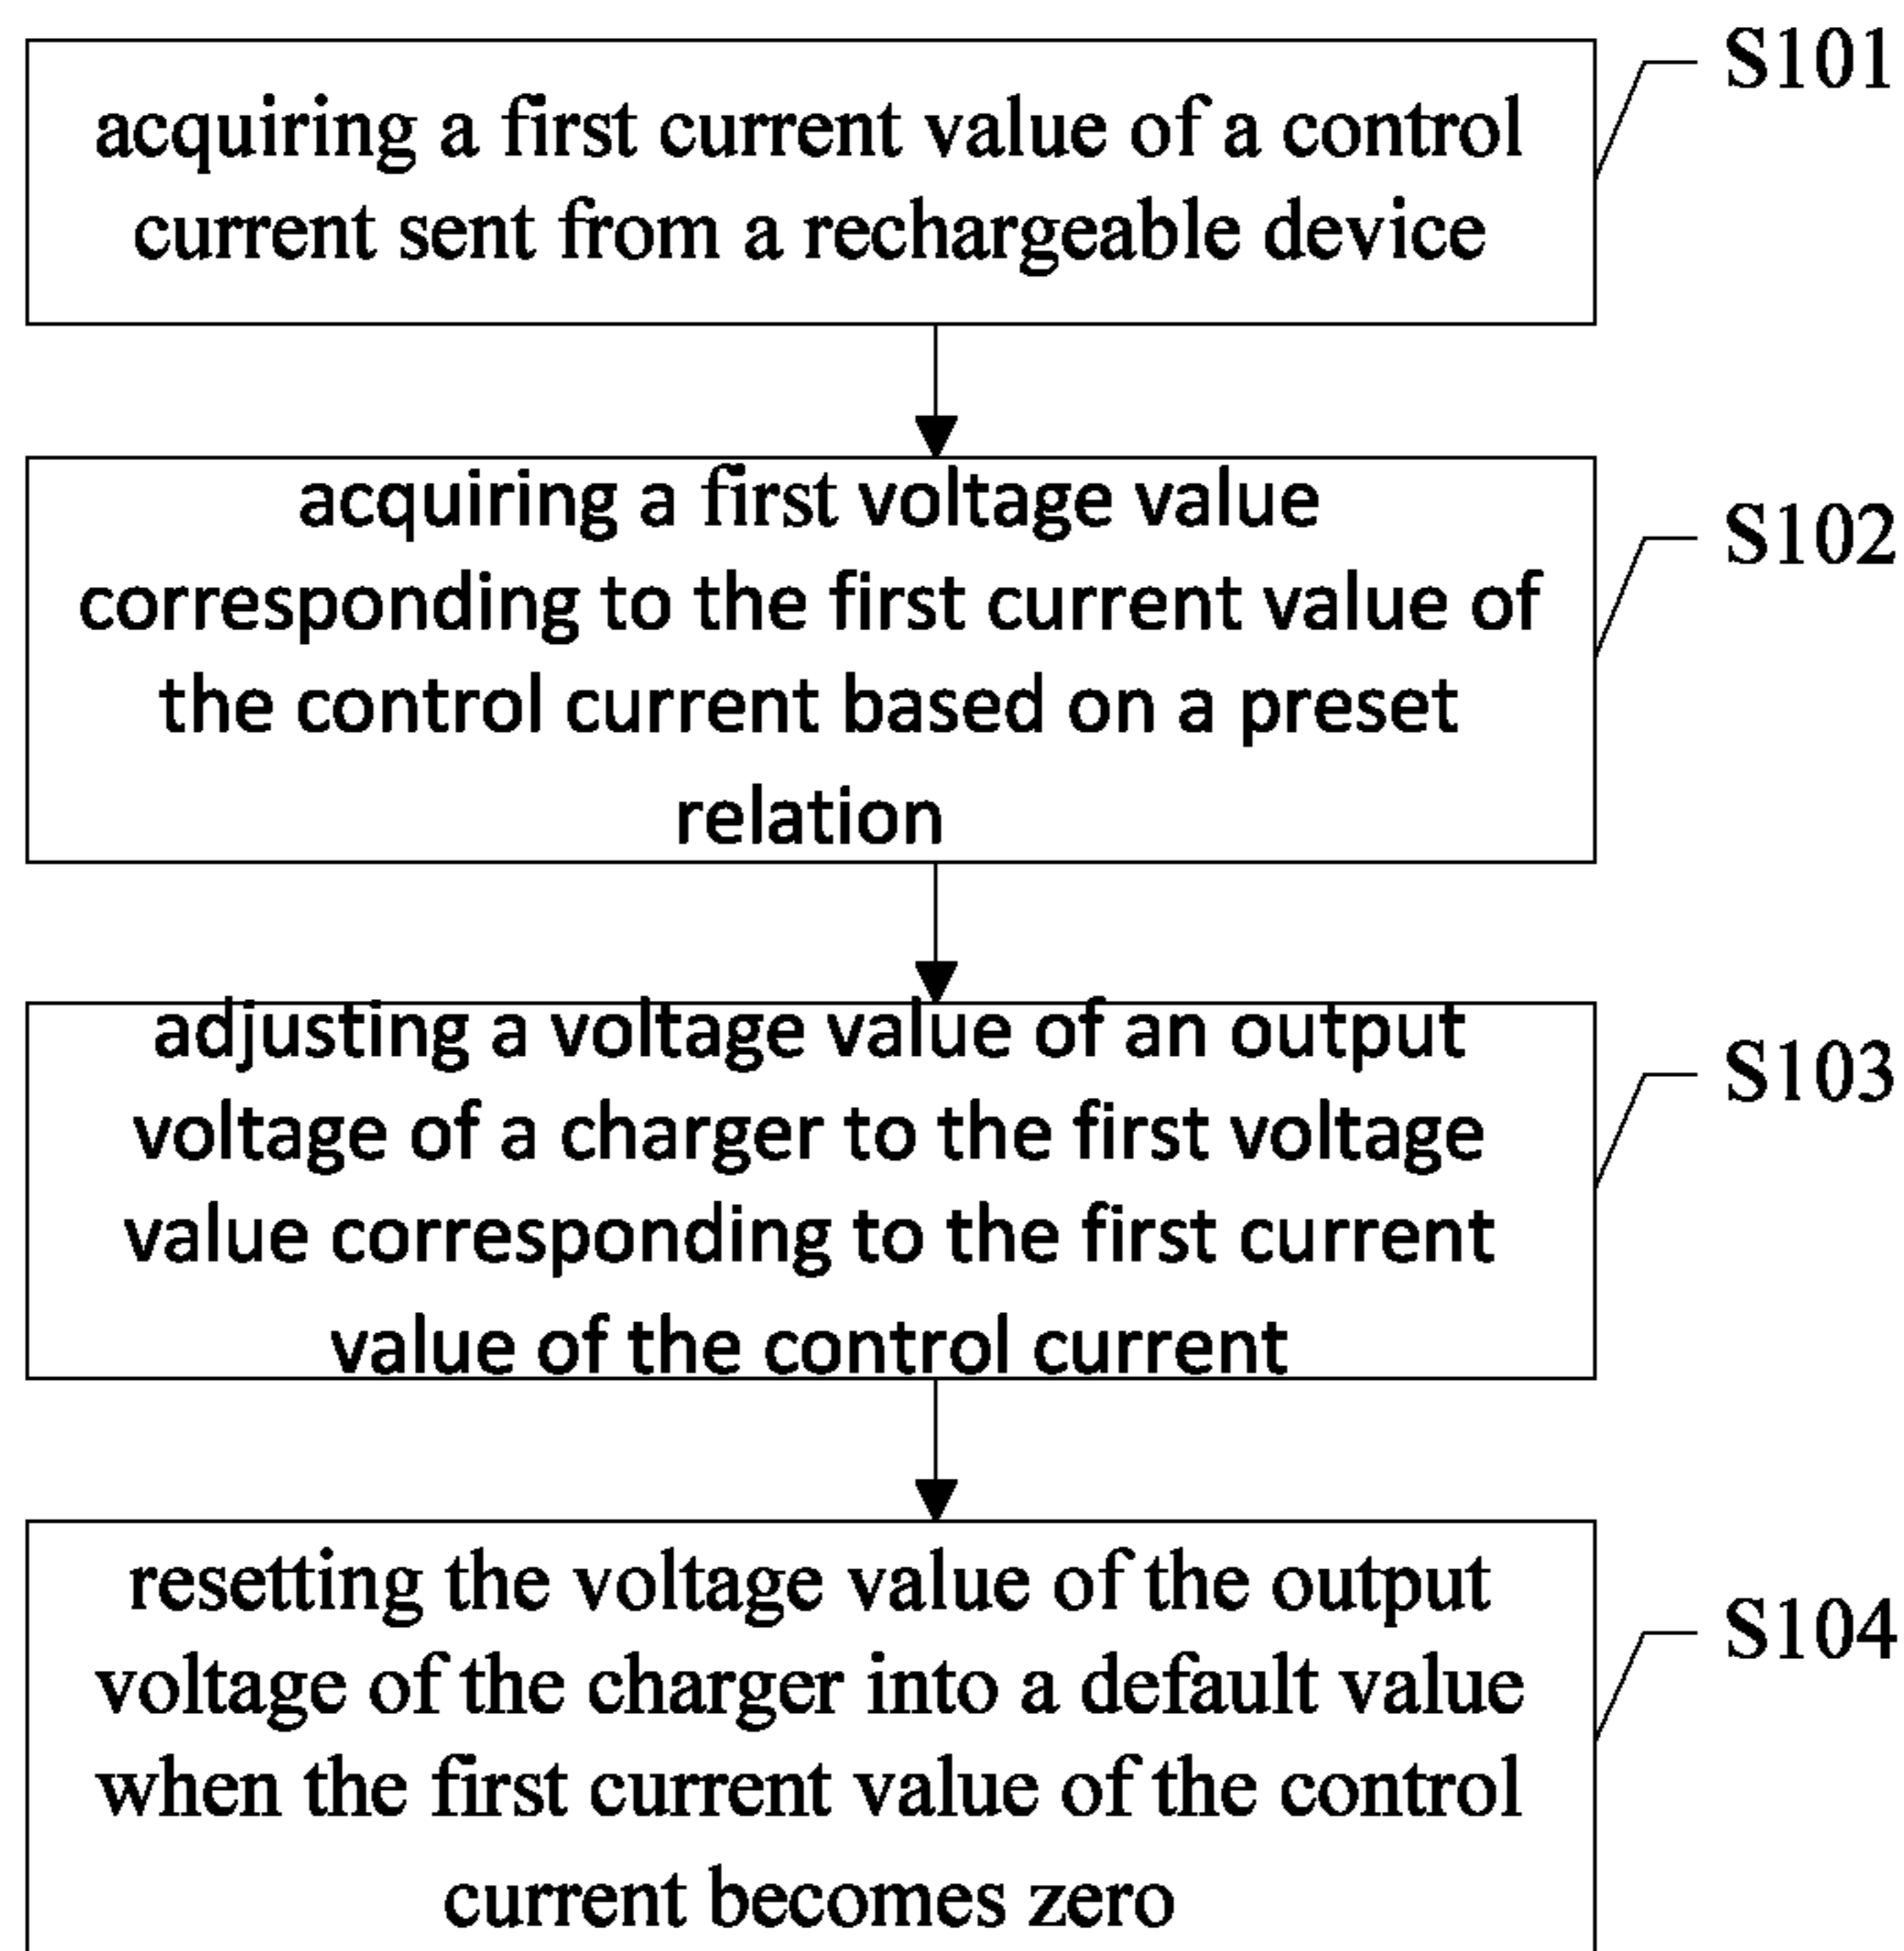 S101
acquiring a first current value of a control
current sent from a rechargeable device
S102
acquiring a first voltage value
corresponding to the first current value of
the control current based on a preset
relation
S103
adjusting a voltage value of an output
voltage of a charger to the first voltage
value corresponding to the first current
value of the control current
S104
resetting the voltage value of the output
voltage of the charger into a default value
when the first current value of the control
current becomes zero